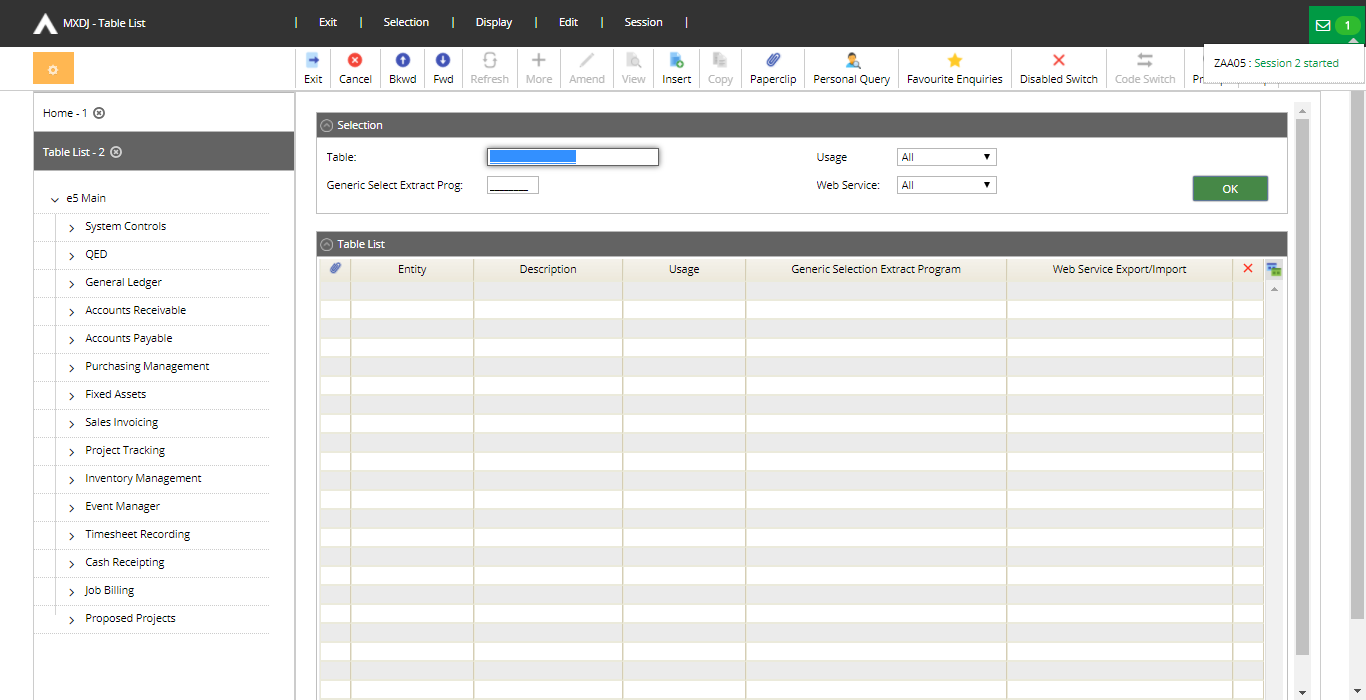 MXDJ - Table List
Exit
Selection
Display
Edit
Session
1
ZAA05 : Session 2 started
Exit
Cancel
Bkwd
Fwd
Refresh
More
Amend
View
Insert
Copy
Paperclip
Personal Query
Favourite Enquiries
Disabled Switch
Code Switch
Home - 1
Table List - 2
e5 Main
System Controls
QED
General Ledger
Accounts Receivable
Accounts Payable
Purchasing Management
Fixed Assets
Sales Invoicing
Project Tracking
Inventory Management
Event Manager
Timesheet Recording
Cash Receipting
Job Billing
Proposed Projects
Selection
Table:
Usage
All
Generic Select Extract Prog:
________
Web Service:
All
OK
Table List
Entity
Description
Usage
Generic Selection Extract Program
Web Service Export/Import